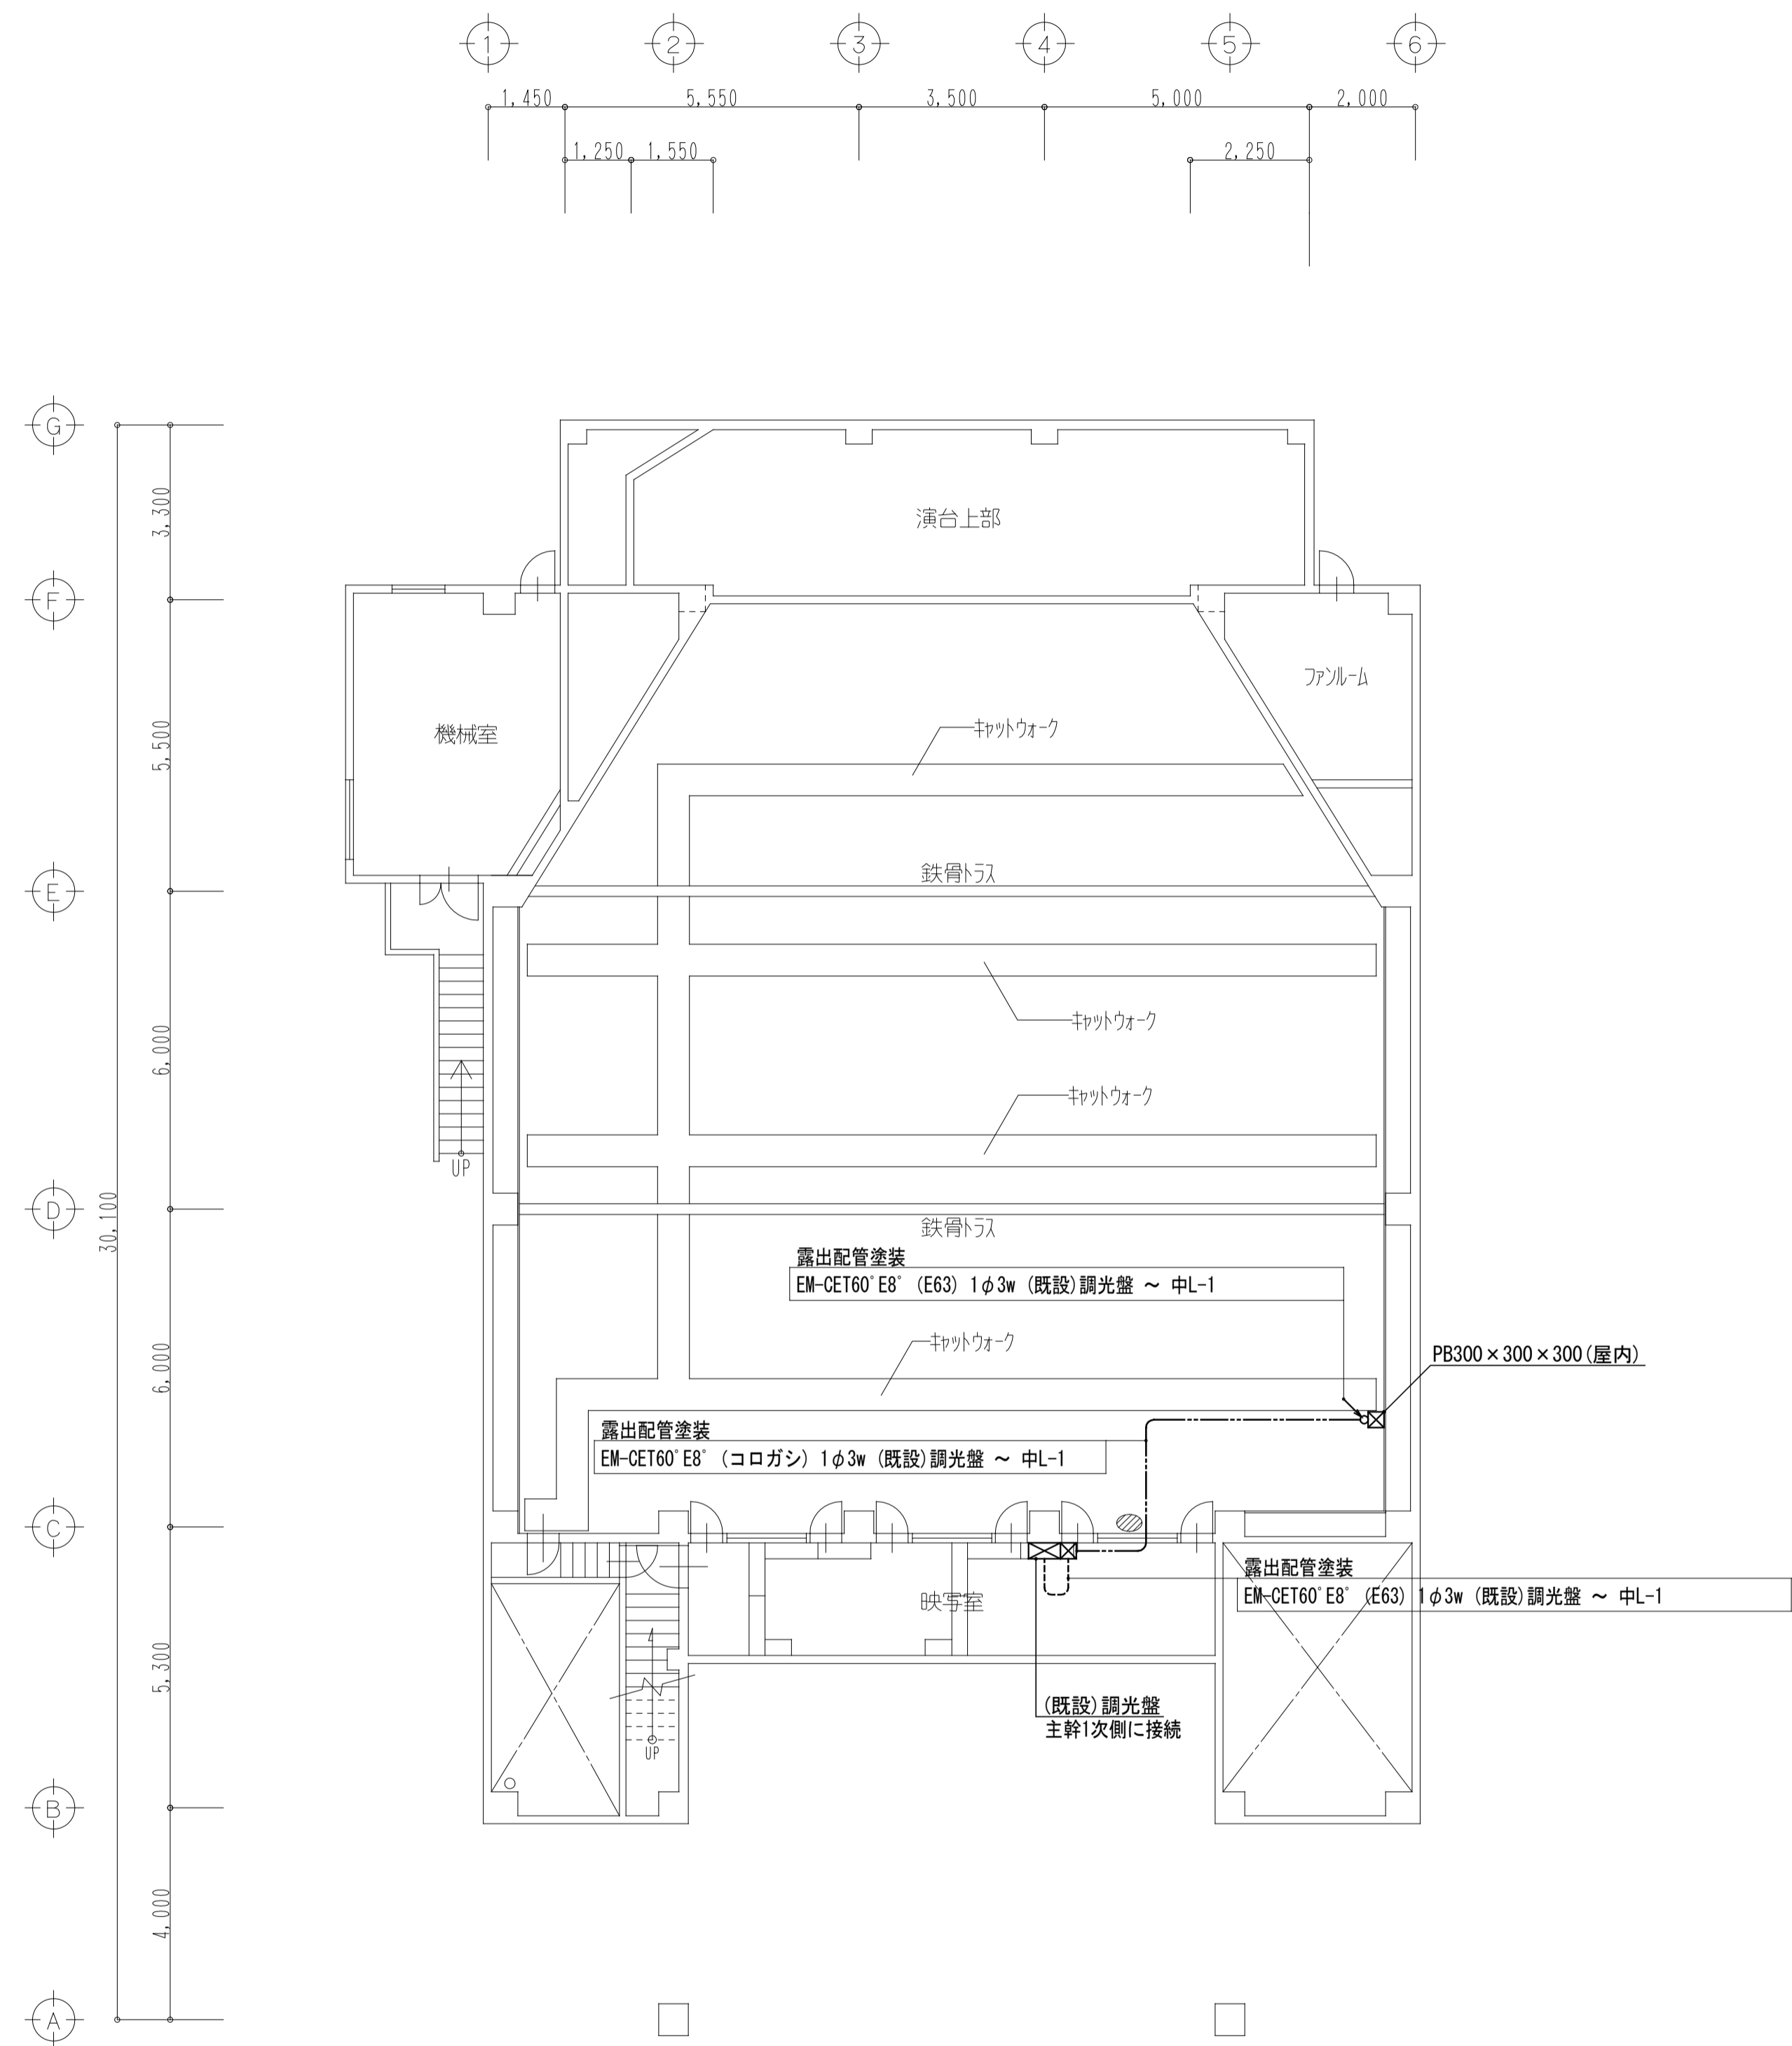 1
2
3
4
5
6
1,450
5,550
3,500
5,000
2,000
1,250
1,550
2,250
G
3,300
演台上部
F
ファンルーム
機械室
5,500
キャットウォーク
鉄骨トラス
E
キャットウォーク
6,000
キャットウォーク
UP
D
30,100
鉄骨トラス
露出配管塗装
EM-CET60°E8° (E63) 1φ3w (既設)調光盤 ～ 中L-1
キャットウォーク
PB300×300×300(屋内)
6,000
露出配管塗装
EM-CET60°E8° (コロガシ) 1φ3w (既設)調光盤 ～ 中L-1
C
露出配管塗装
EM-CET60°E8° (E63) 1φ3w (既設)調光盤 ～ 中L-1
映写室
5,300
(既設)調光盤
主幹1次側に接続
UP
B
4,000
A